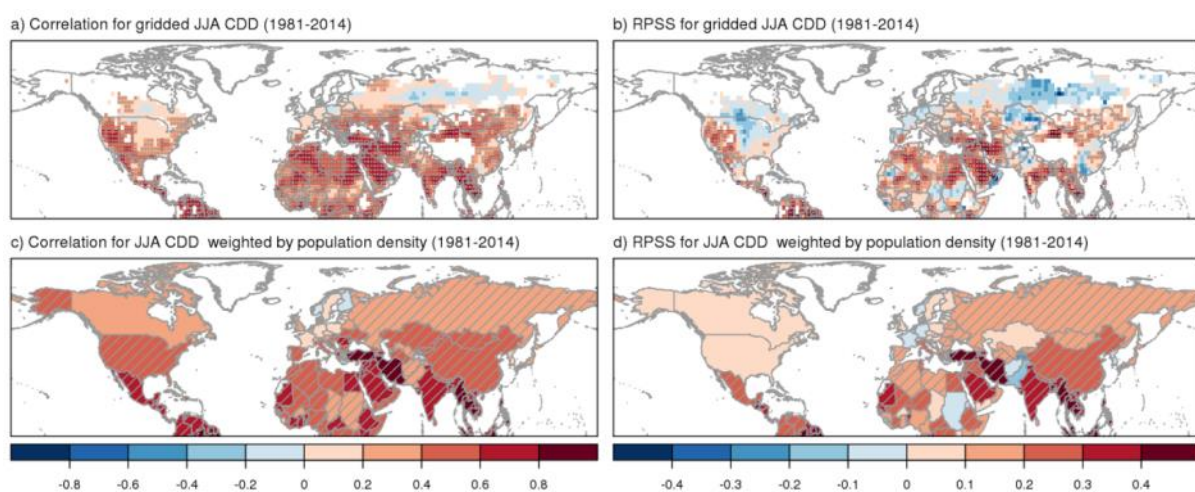 a) Correlation for gridded JJA CDD (1981-2014)
b) RPSS for gridded JJA CDD (1981-2014)
c) Correlation for JJA CDD weighted by population density (1981-2014)
d) RPSS for JJA CDD weighted by population density (1981-2014)
-0.8 -0.6 -0.4 -0.2 0 0.2 0.4 0.6 0.8
-0.4 -0.3 -0.2 -0.1 0 0.1 0.2 0.3 0.4